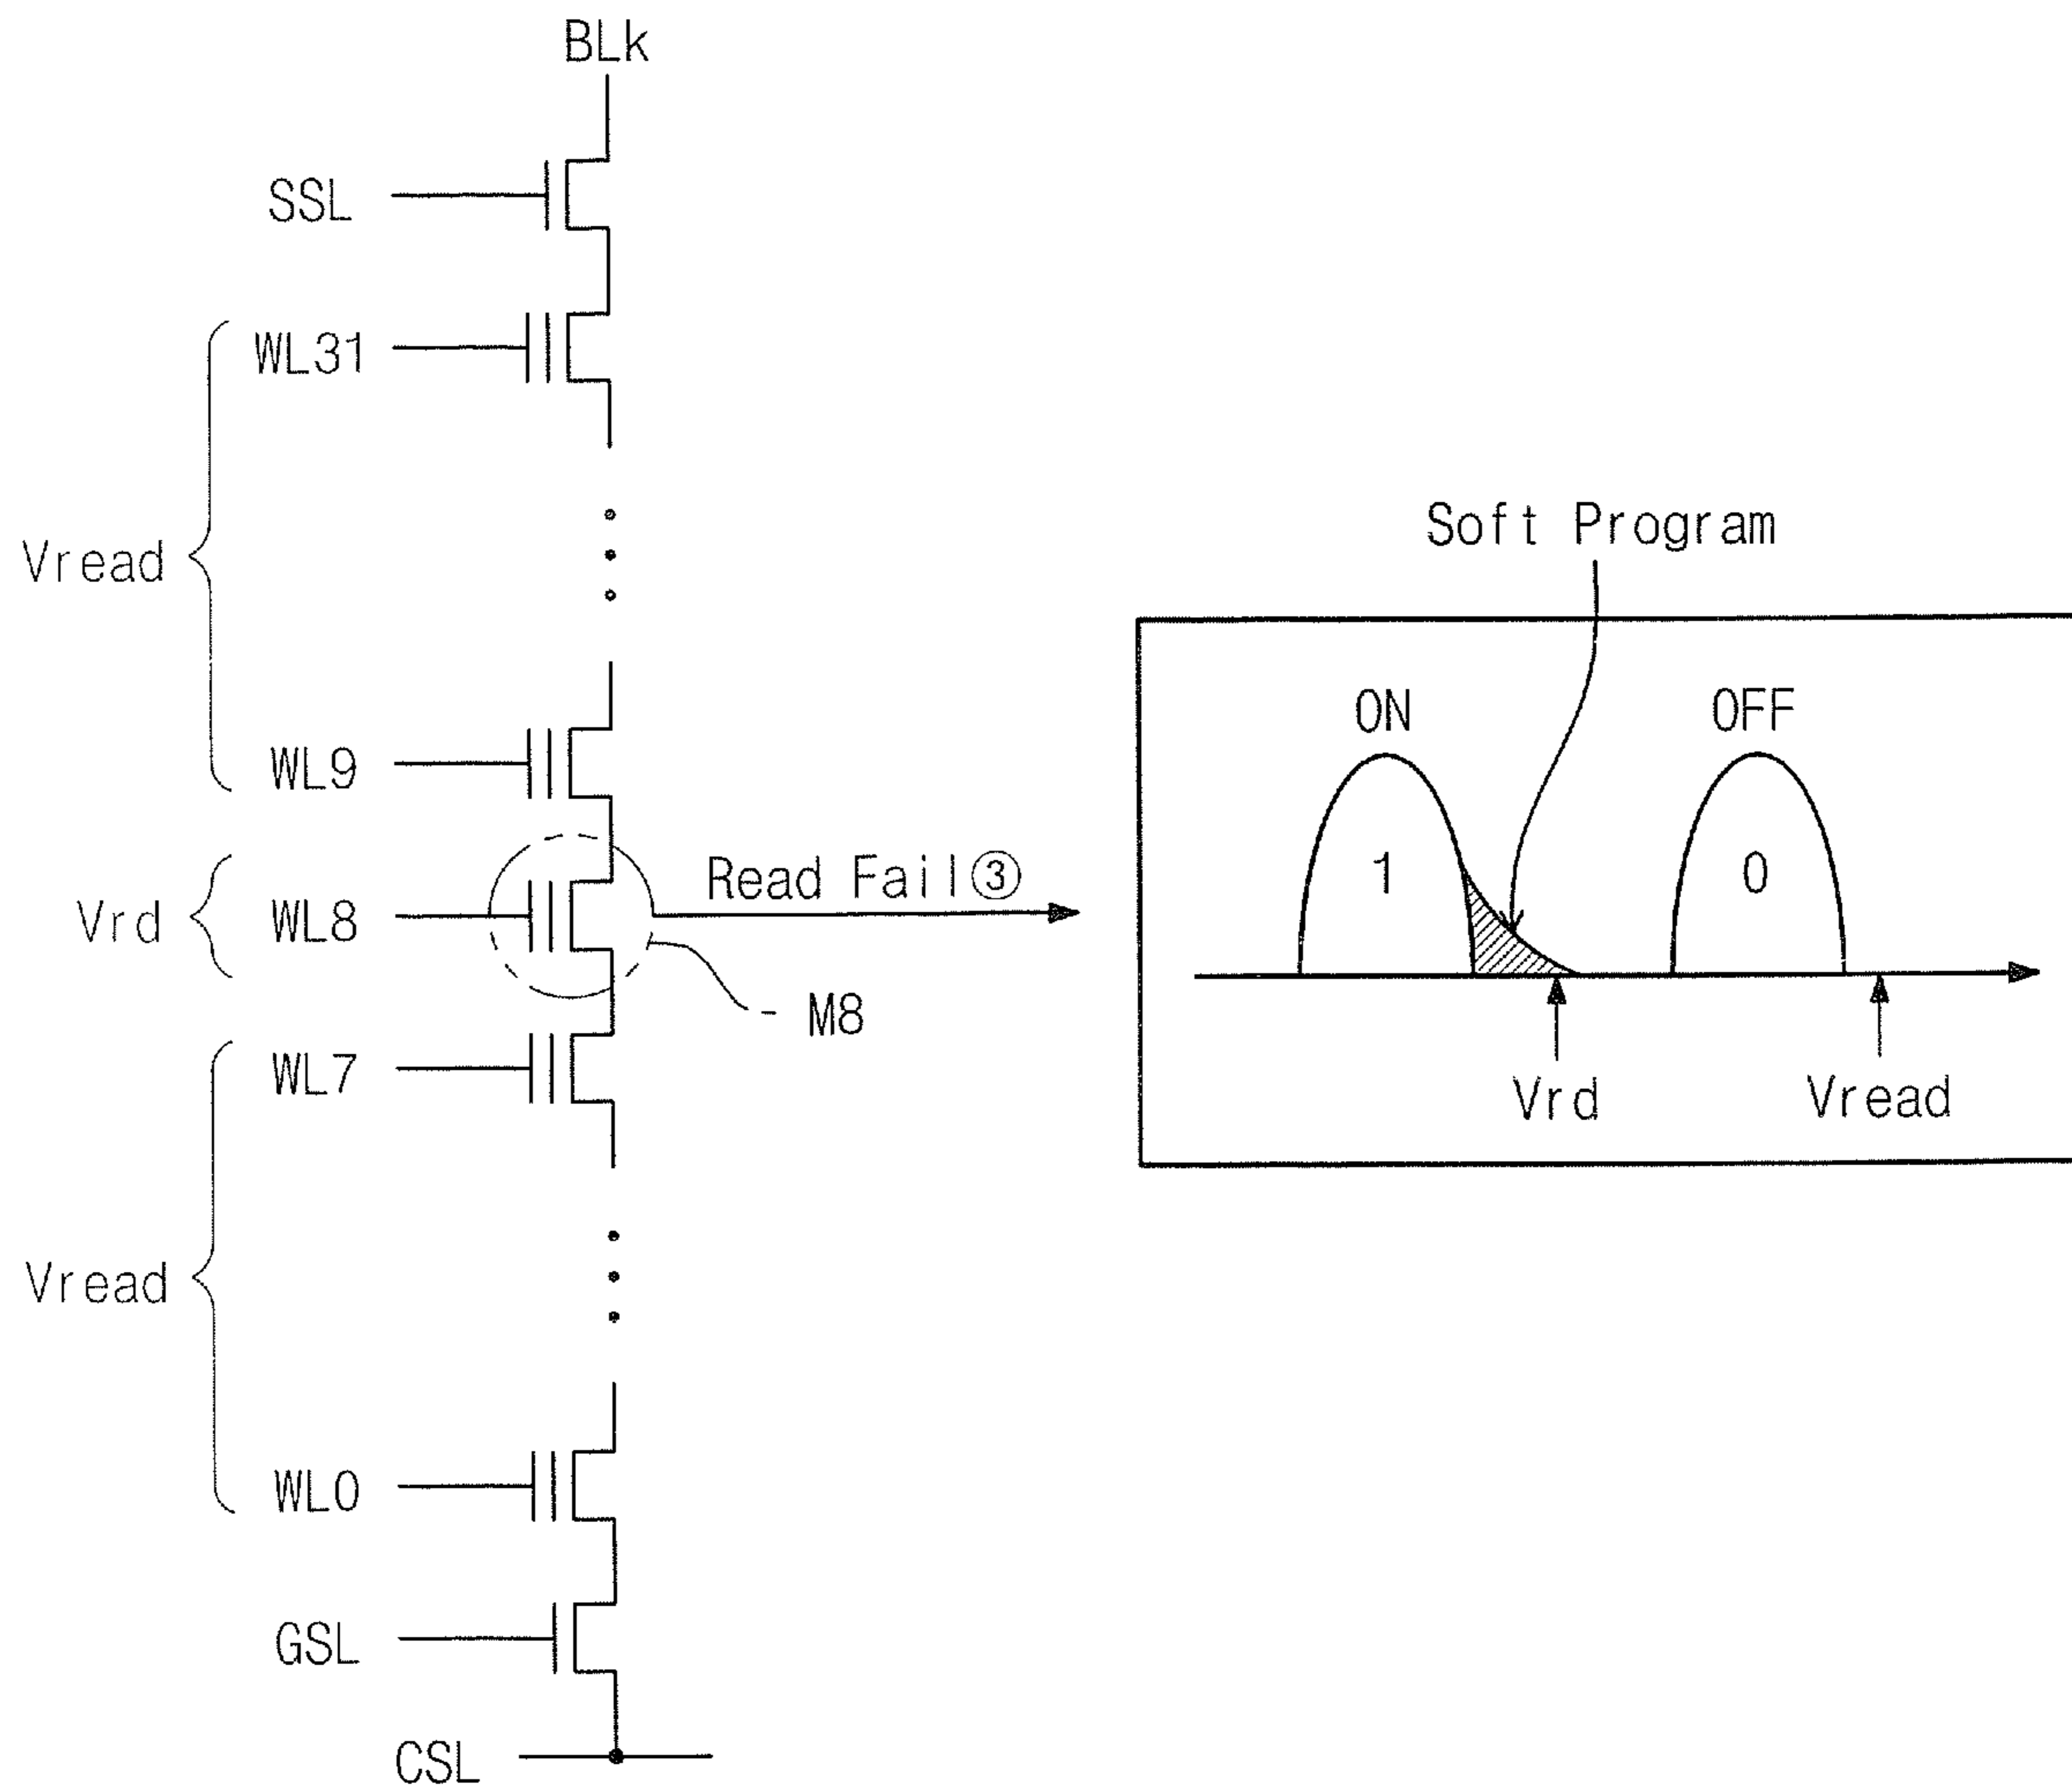 BLk
SSL
WL31
Vread
WL9
Vrd
WL8
Read Fail③
M8
WL7
Vread
WL0
GSL
CSL
Soft Program
ON
OFF
1
0
Vrd
Vread